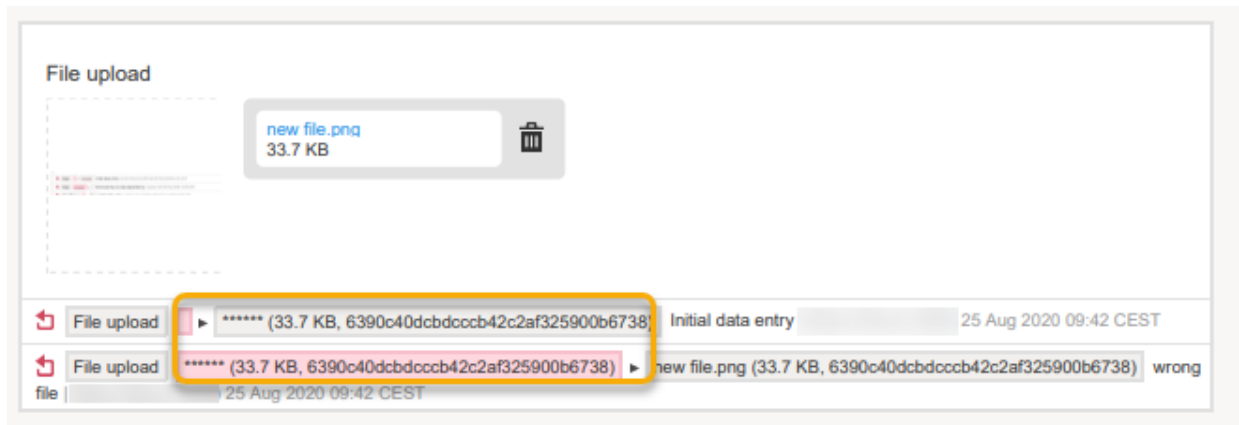 File upload
new file.png
33.7 KB
File upload ▸ ****** (33.7 KB, 6390c40dcbdcccb42c2af325900b6738) Initial data entry 25 Aug 2020 09:42 CEST
File upload ****** (33.7 KB, 6390c40dcbdcccb42c2af325900b6738) ▸ new file.png (33.7 KB, 6390c40dcbdcccb42c2af325900b6738) wrong
file | 25 Aug 2020 09:42 CEST